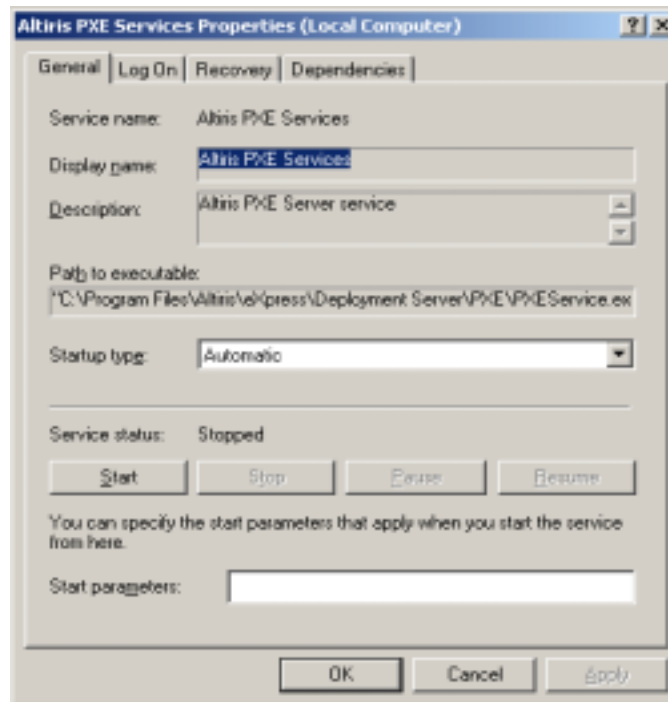 Altiris PXE Services Properties (Local Computer)
General Log On Recovery Dependencies
Service name: Altiris PXE Services
Display name: Altiris PXE Services
Description: Altiris PXE Server service
Path to executable:
"C:\Program Files\Altiris\eXpress\Deployment Server\PXE\PXEService.ex
Startup type: Automatic
Service status: Stopped
Start Stop Pause Resume
You can specify the start parameters that apply when you start the service
from here.
Start parameters:
OK Cancel Apply